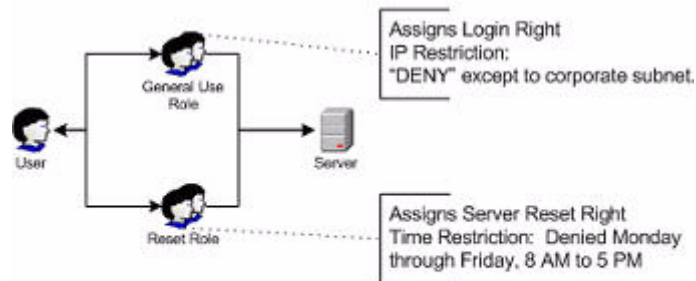 Assigns Login Right
IP Restriction:
“DENY” except to corporate subnet.
General Use
Role
User
Server
Reset Role
Assigns Server Reset Right
Time Restriction:  Denied Monday
through Friday, 8 AM to 5 PM